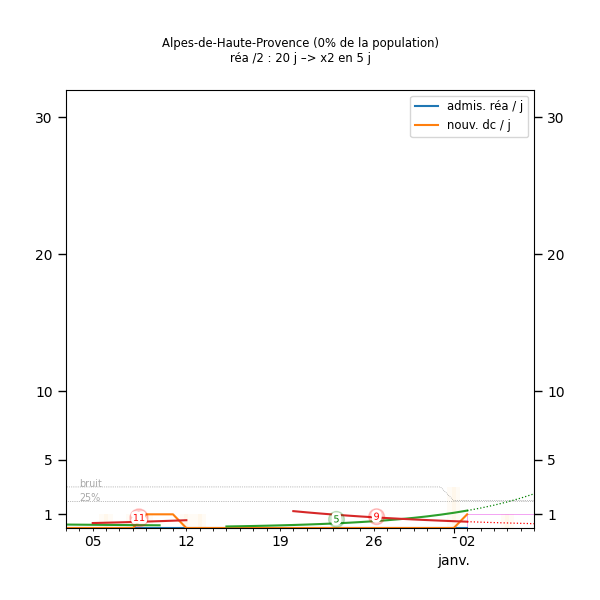 Alpes-de-Haute-Provence (0% de la population)
réa /2 : 20 j –> x2 en 5 j
admis. réa / j
nouv. dc / j
30 30
20 20
10 10
5 5
bruit
25%
1 1
11 5 9
05 12 19 26 02
janv.